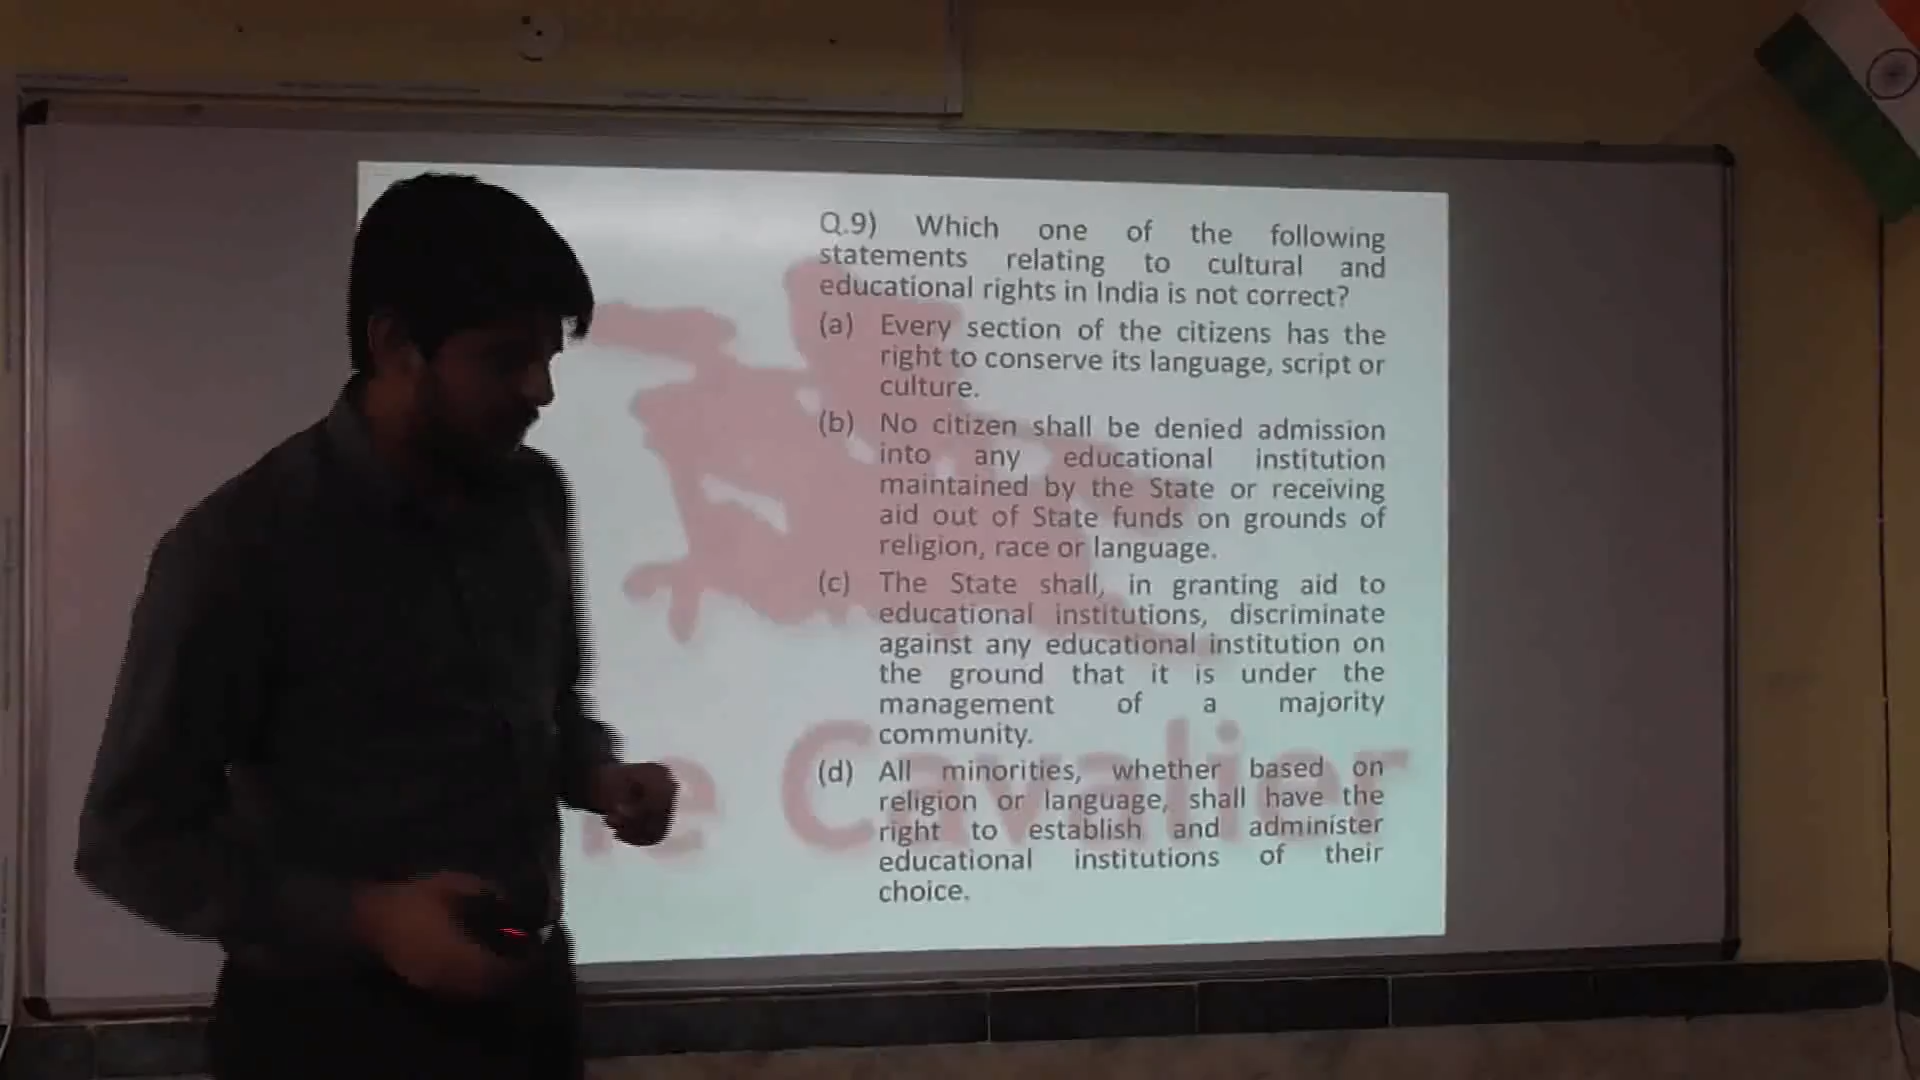 Q.9) Which one of the following
statements relating to cultural and
educational rights in India is not correct?
(a) Every section of the citizens has the
right to conserve its language, script or
culture.
(b) No citizen shall be denied admission
into any educational institution
maintained by the State or receiving
aid out of State funds on grounds of
religion, race or language.
(c) The State shall, in granting aid to
educational institutions, discriminate
against any educational institution on
the ground that it is under the
management of a majority
community.
(d) All minorities, whether based on
religion or language, shall have the
right to establish and administer
educational institutions of their
choice.
e Cavalier